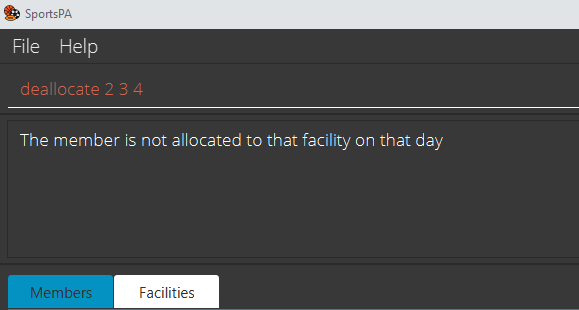 SportsPA
File Help
deallocate 2 3 4
The member is not allocated to that facility on that day
Members Facilities